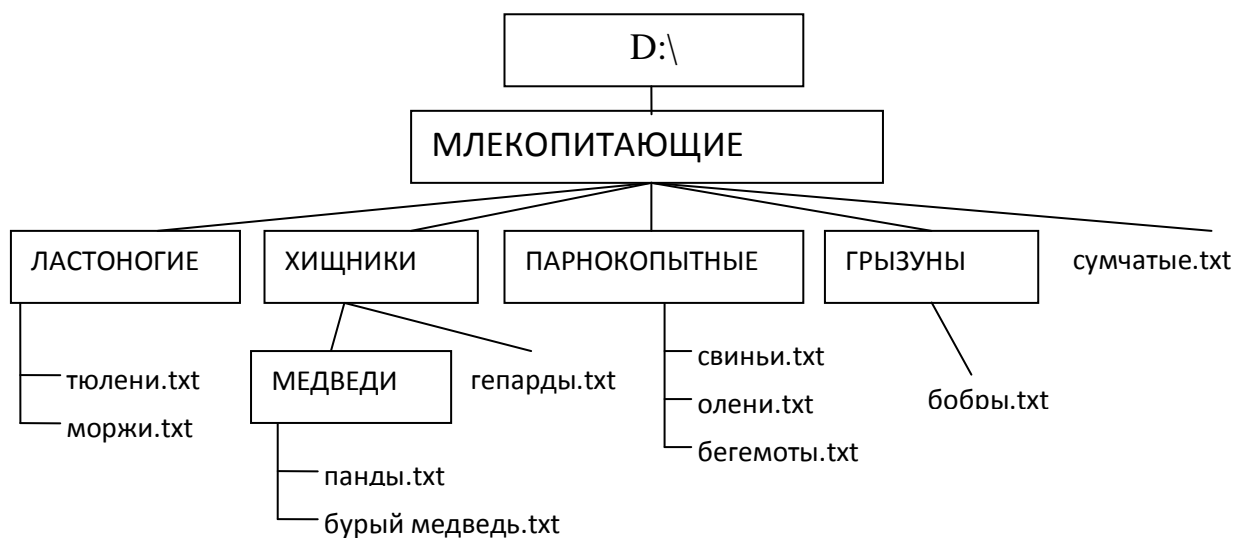 D:\
МЛЕКОПИТАЮЩИЕ
ЛАСТОНОГИЕ
ХИЩНИКИ
ПАРНОКОПЫТНЫЕ
ГРЫЗУНЫ
сумчатые.txt
тюлени.txt
моржи.txt
МЕДВЕДИ
гепарды.txt
свиньи.txt
олени.txt
бегемоты.txt
бобры.txt
панды.txt
бурый медведь.txt